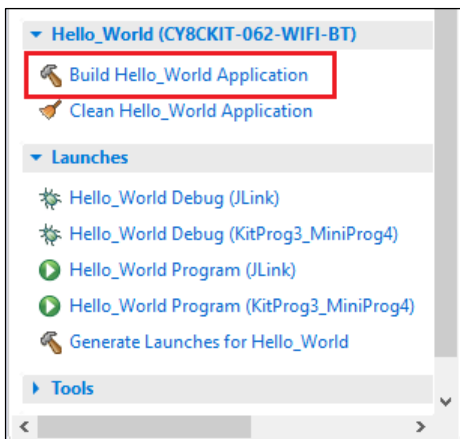 Hello_World (CY8CKIT-062-WIFI-BT)
Build Hello_World Application
Clean Hello_World Application
Launches
Hello_World Debug (JLink)
Hello_World Debug (KitProg3_MiniProg4)
Hello_World Program (JLink)
Hello_World Program (KitProg3_MiniProg4)
Generate Launches for Hello_World
Tools